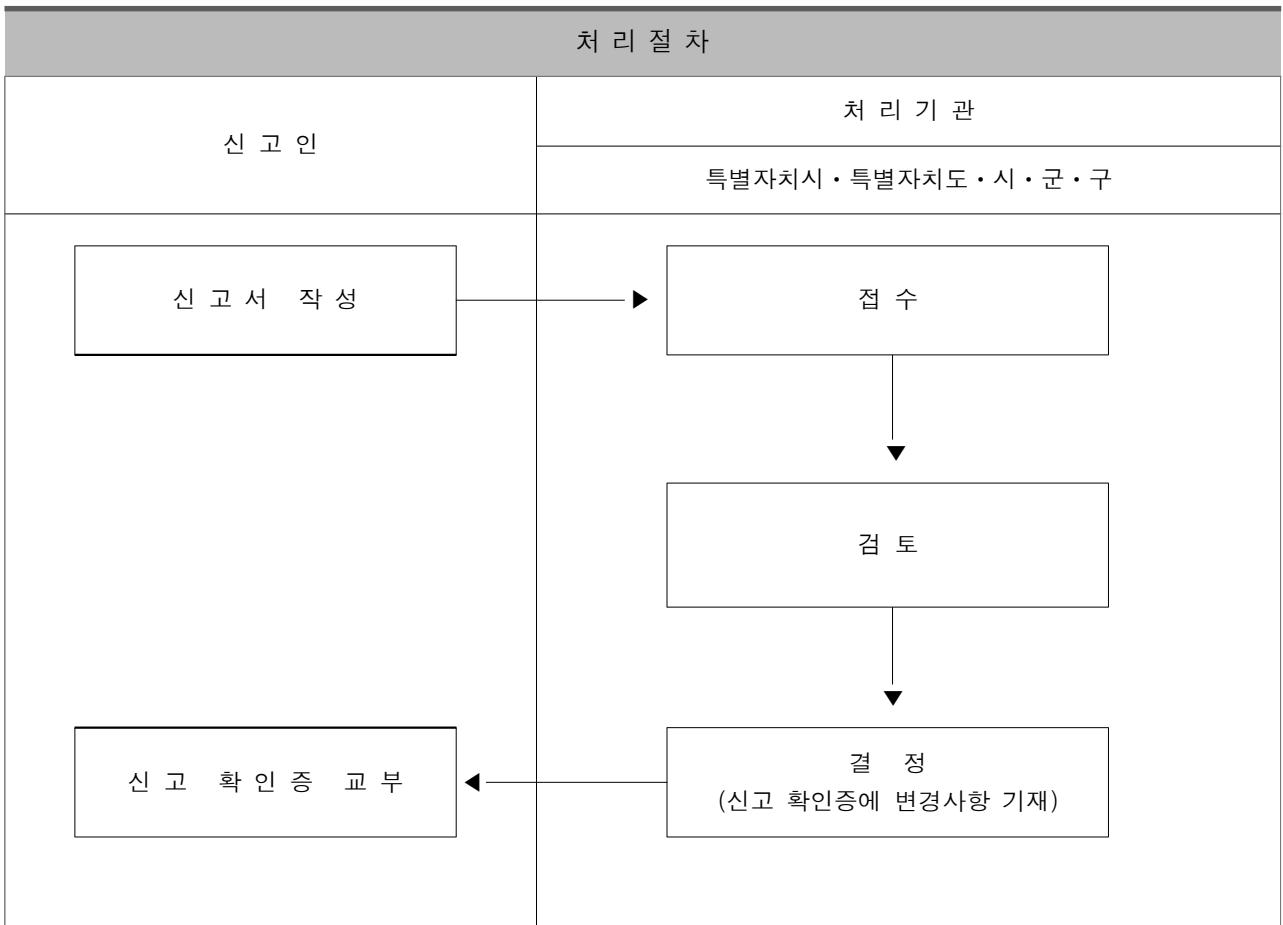 처 리 절 차
신 고 인
처 리 기 관
특별자치시・특별자치도・시・군・구
신 고 서 작 성
접 수
검 토
결 정
(신고 확인증에 변경사항 기재)
신 고 확 인 증 교 부